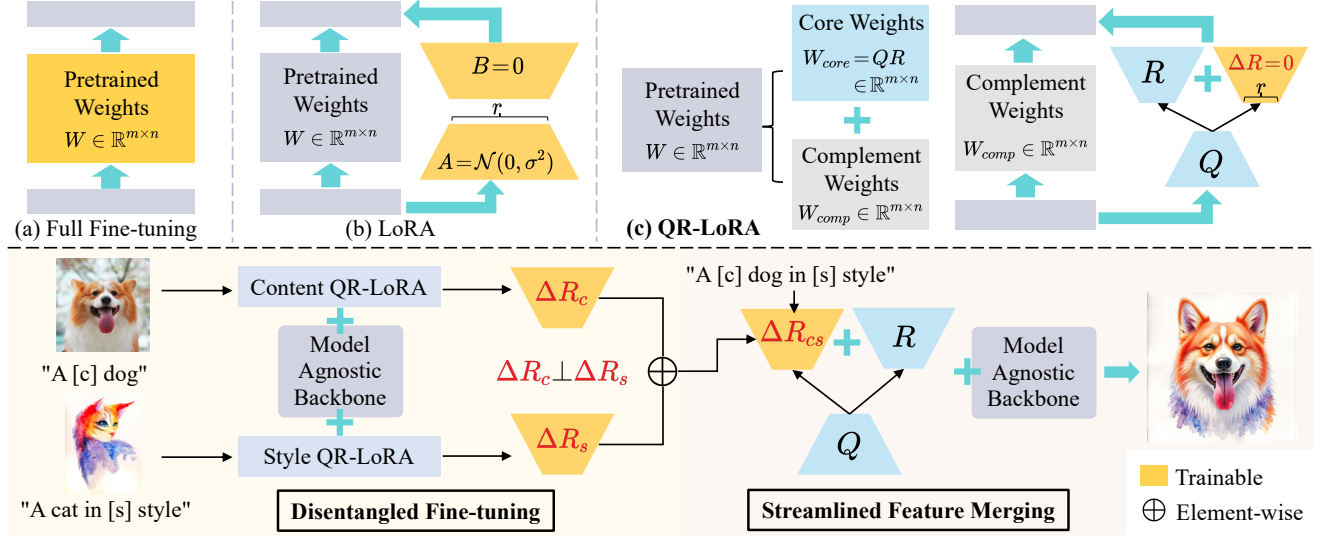 Pretrained
Weights
W ∈ ℝ^{m×n}
(a) Full Fine-tuning
Pretrained
Weights
W ∈ ℝ^{m×n}
B=0
r
A=𝒩(0, σ²)
(b) LoRA
Pretrained
Weights
W ∈ ℝ^{m×n}
Core Weights
W_{core} = QR
∈ ℝ^{m×n}
Complement
Weights
W_{comp} ∈ ℝ^{m×n}
Complement
Weights
W_{comp} ∈ ℝ^{m×n}
R
ΔR=0
r
Q
(c) QR-LoRA
"A [c] dog"
"A cat in [s] style"
Content QR-LoRA
Model
Agnostic
Backbone
Style QR-LoRA
ΔR_c
ΔR_c⊥ΔR_s
ΔR_s
Disentangled Fine-tuning
"A [c] dog in [s] style"
ΔR_{cs}
R
Q
Model
Agnostic
Backbone
Streamlined Feature Merging
Trainable
Element-wise